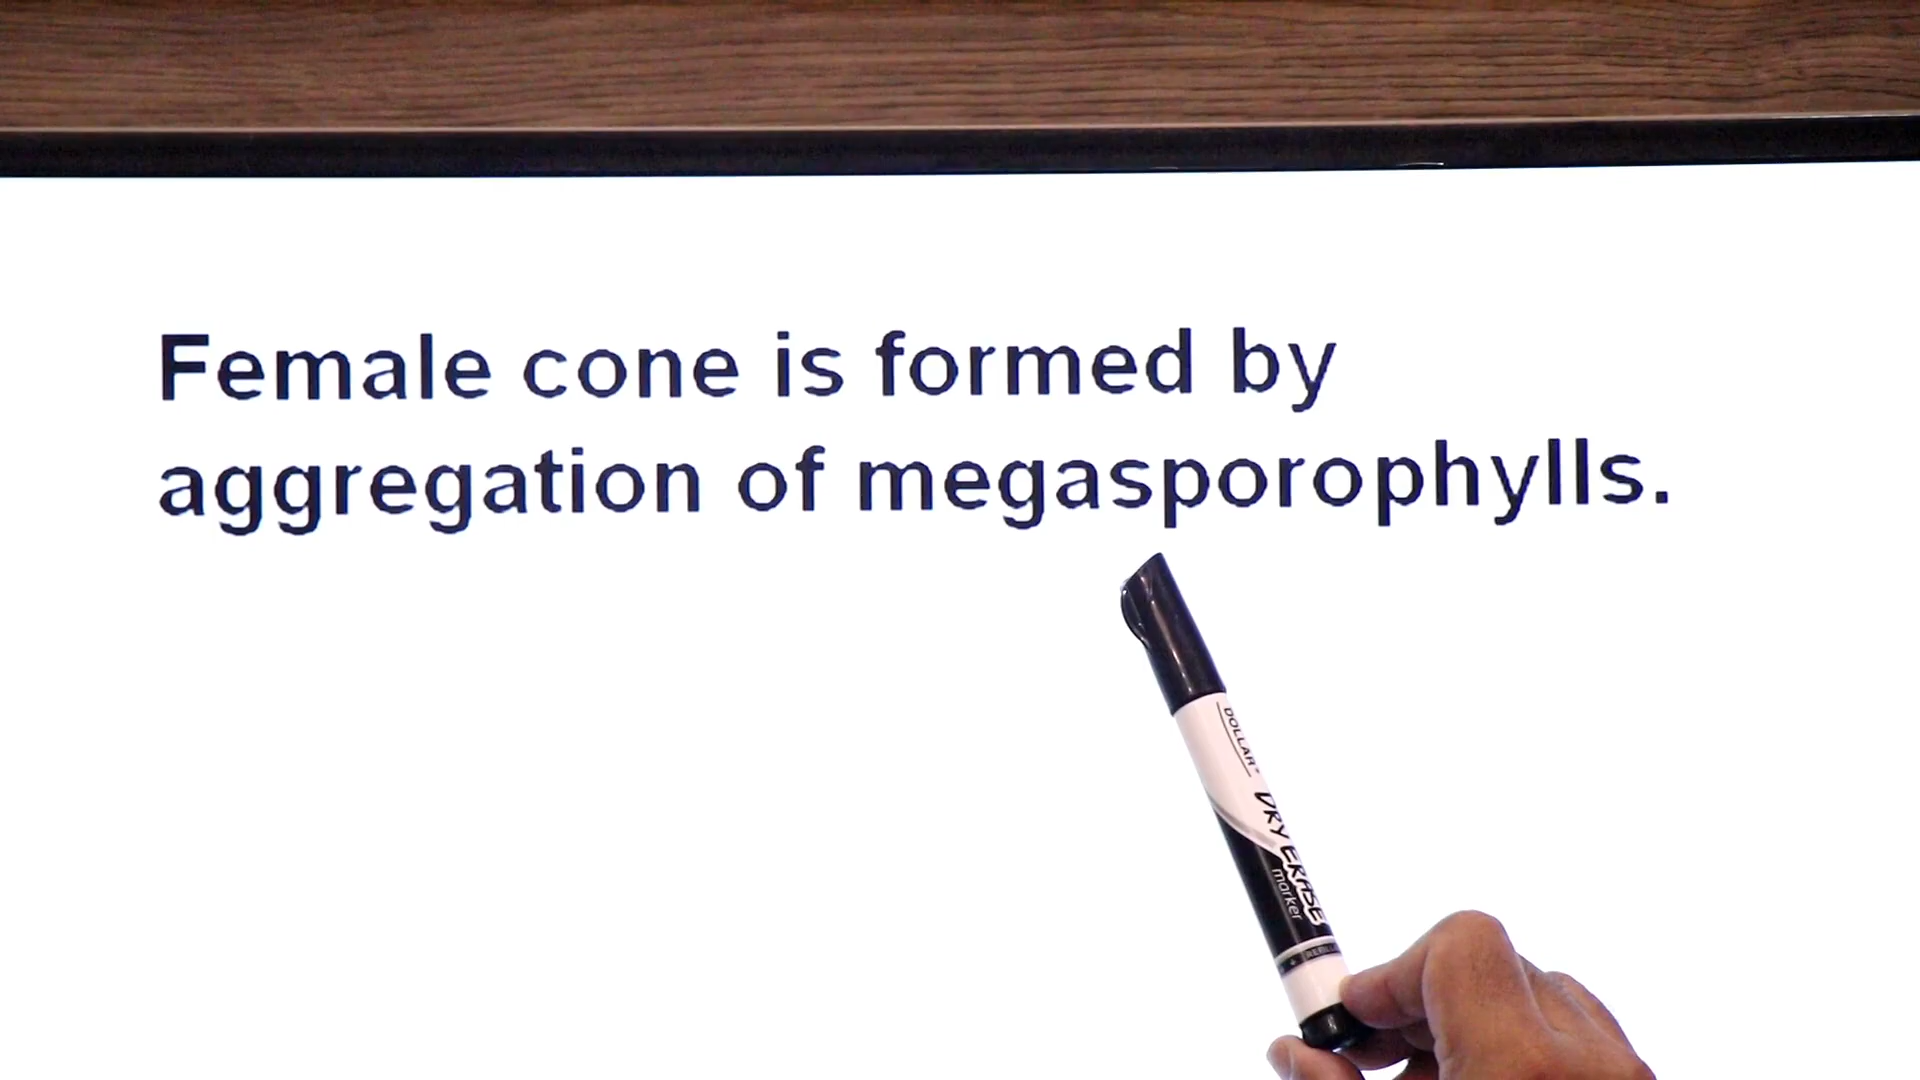 Female cone is formed by
aggregation of megasporophylls.
DOLLAR
DRY ERASE
marker